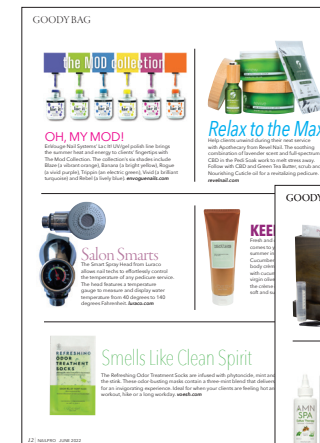 GOODY BAG
the MOD collection
OH, MY MOD!
EnVouge Nail Systems' Lac It! UV/gel polish line brings
the summer heat and energy to clients' fingertips with
The Mod Collection. The collection's six shades include
Blaze (a vibrant orange), Banana (a bright yellow), Rogue
(a vivid purple), Trippin (an electric green), Vivid (a brilliant
turquoise) and Rebel (a lively blue). envoguenails.com
Relax to the Max
Help clients unwind during their next service
with Apothecary from Revel Nail. The soothing
combination of lavender scent and full-spectrum
CBD in the Pedi Soak work to melt stress away.
Follow with CBD and Green Tea Butter, scrub and
Nourishing Cuticle oil for a revitalizing pedicure.
revelnail.com
Salon Smarts
The Smart Spray Head from Luraco
allows nail techs to effortlessly control
the temperature of any pedicure service.
The head features a temperature
gauge to measure and display water
temperature from 40 degrees to 140
degrees Fahrenheit. luraco.com
GOODY
KEE
Fresh and
comes to y
summer in
Cucumber
body crème
with cucum
virgin olive
the crème
soft and su
REFRESHING
ODOR
TREATMENT
SOCKS
Smells Like Clean Spirit
The Refreshing Odor Treatment Socks are infused with phytoncide, mint and
the stink. These odor-busting masks contain a three-mint blend that delivers
for an invigorating experience. Ideal for when your clients are feeling hot an
workout, hike or a long workday. voesh.com
AMN
SPA
12 | NAILPRO JUNE 2022